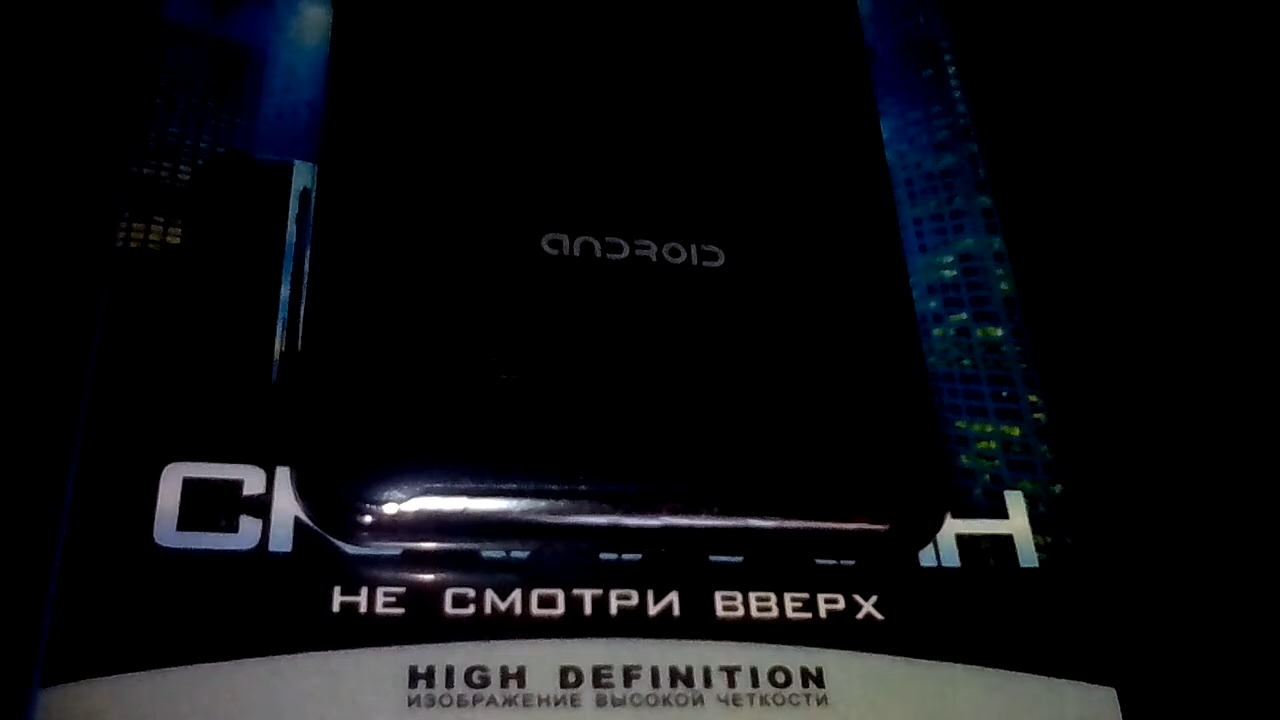 ANDROID
НЕ СМОТРИ ВВЕРХ
HIGH DEFINITION
ИЗОБРАЖЕНИЕ ВЫСОКОЙ ЧЕТКОСТИ